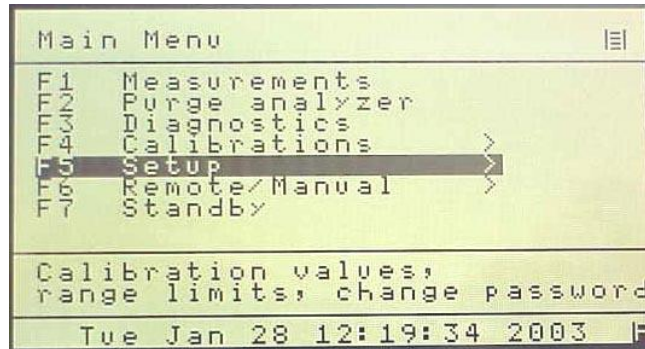 Main Menu
F1 Measurements
F2 Purge analyzer
F3 Diagnostics
F4 Calibrations >
F5 Setup >
F6 Remote/Manual >
F7 Standby
Calibration values,
range limits, change password
Tue Jan 28 12:19:34 2003